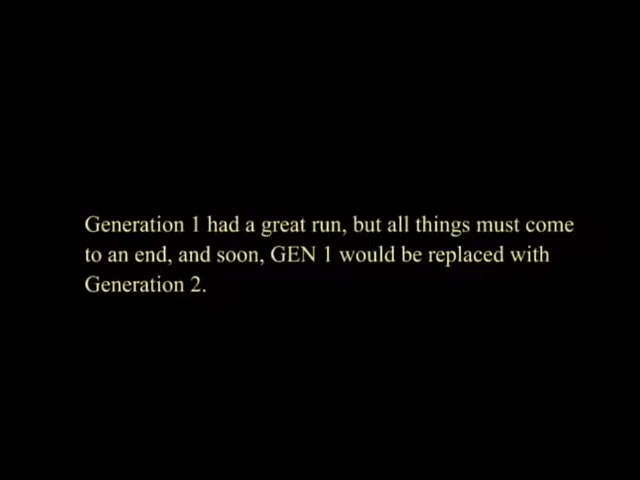 Generation 1 had a great run, but all things must come
to an end, and soon, GEN 1 would be replaced with
Generation 2.